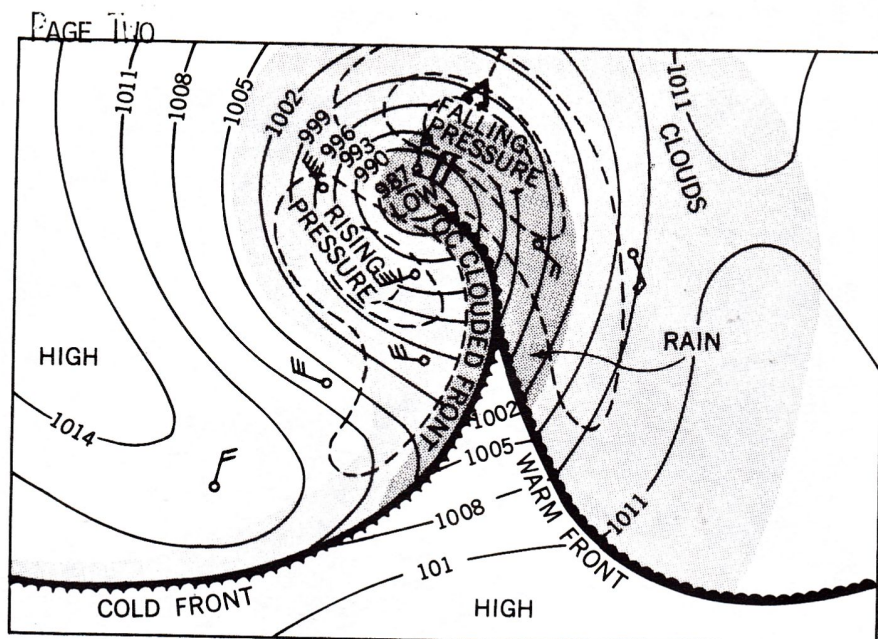 PAGE TWO
1011
1008
1005
1002
999
996
993
990
987
LOW
FALLING
PRESSURE
1011
CLOUDS
RISING
PRESSURE
OCCLOUDED FRONT
RAIN
HIGH
1014
1002
1005
1008
1011
101
WARM FRONT
COLD FRONT
HIGH